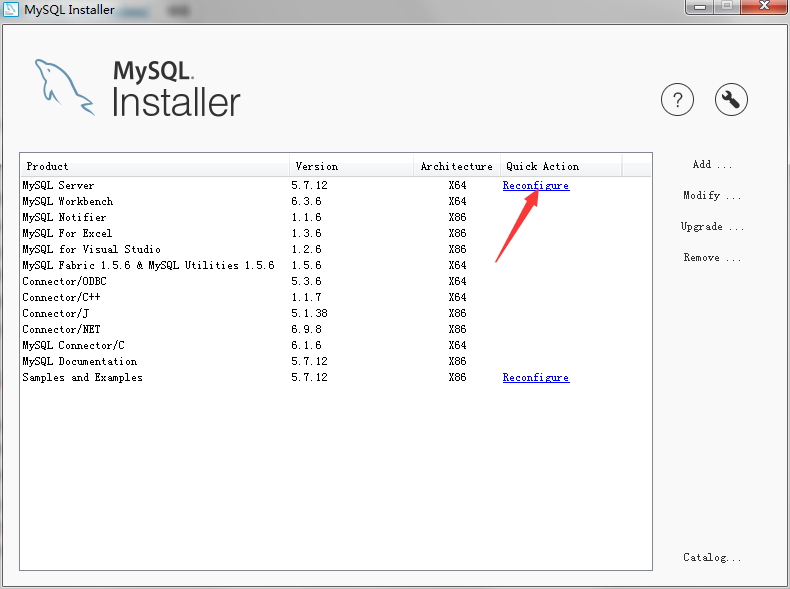 MySQL Installer
MySQL.
Installer
?
Product Version Architecture Quick Action
MySQL Server 5.7.12 X64 Reconfigure
MySQL Workbench 6.3.6 X64
MySQL Notifier 1.1.6 X86
MySQL For Excel 1.3.6 X86
MySQL for Visual Studio 1.2.6 X86
MySQL Fabric 1.5.6 & MySQL Utilities 1.5.6 1.5.6 X64
Connector/ODBC 5.3.6 X64
Connector/C++ 1.1.7 X64
Connector/J 5.1.38 X86
Connector/NET 6.9.8 X86
MySQL Connector/C 6.1.6 X64
MySQL Documentation 5.7.12 X86
Samples and Examples 5.7.12 X86 Reconfigure
Add ...
Modify ...
Upgrade ...
Remove ...
Catalog...